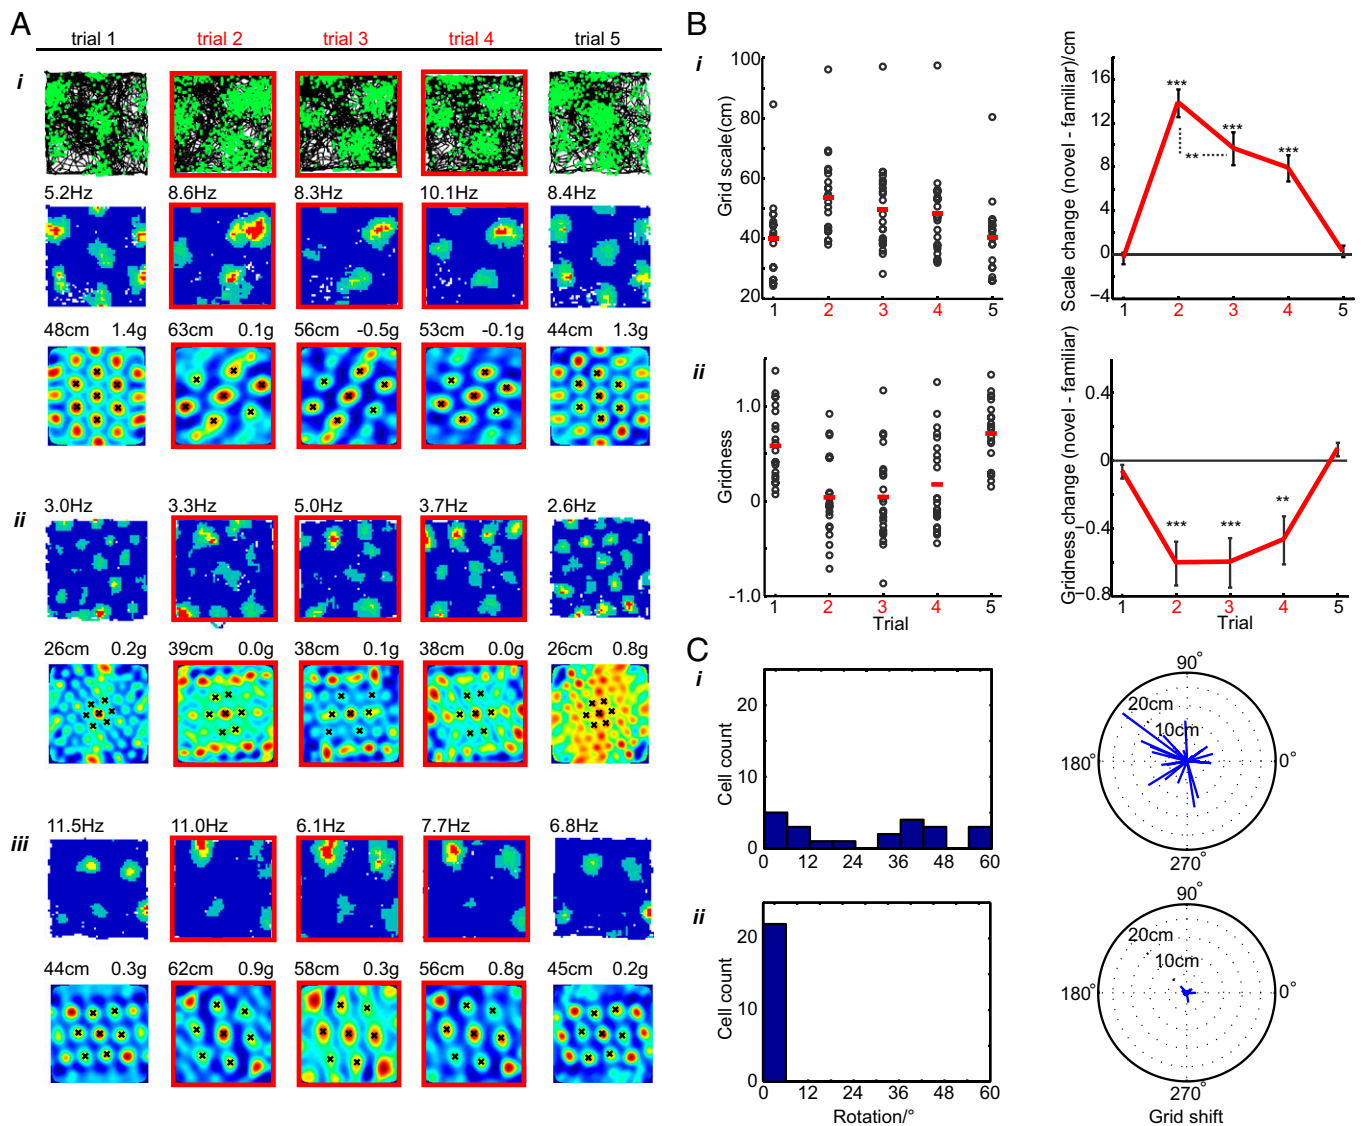 A
trial 1 trial 2 trial 3 trial 4 trial 5
i
5.2Hz 8.6Hz 8.3Hz 10.1Hz 8.4Hz
48cm 1.4g 63cm 0.1g 56cm -0.5g 53cm -0.1g 44cm 1.3g
ii
3.0Hz 3.3Hz 5.0Hz 3.7Hz 2.6Hz
26cm 0.2g 39cm 0.0g 38cm 0.1g 38cm 0.0g 26cm 0.8g
iii
11.5Hz 11.0Hz 6.1Hz 7.7Hz 6.8Hz
44cm 0.3g 62cm 0.9g 58cm 0.3g 56cm 0.8g 45cm 0.2g
B
i
Grid scale(cm)
100
80
60
40
20
1 2 3 4 5
Scale change (novel - familiar)/cm
16
12
8
4
0
−4
***
***
***
**
1 2 3 4 5
ii
Gridness
1.0
0
-1.0
1 2 3 4 5
Trial
Gridness change (novel - familiar)
0.4
0
−0.4
−0.8
***
***
**
1 2 3 4 5
Trial
C
i
Cell count
20
10
0
0 12 24 36 48 60
90°
20cm
10cm
180°
0°
270°
ii
Cell count
20
10
0
0 12 24 36 48 60
Rotation/°
90°
20cm
10cm
180°
0°
270°
Grid shift